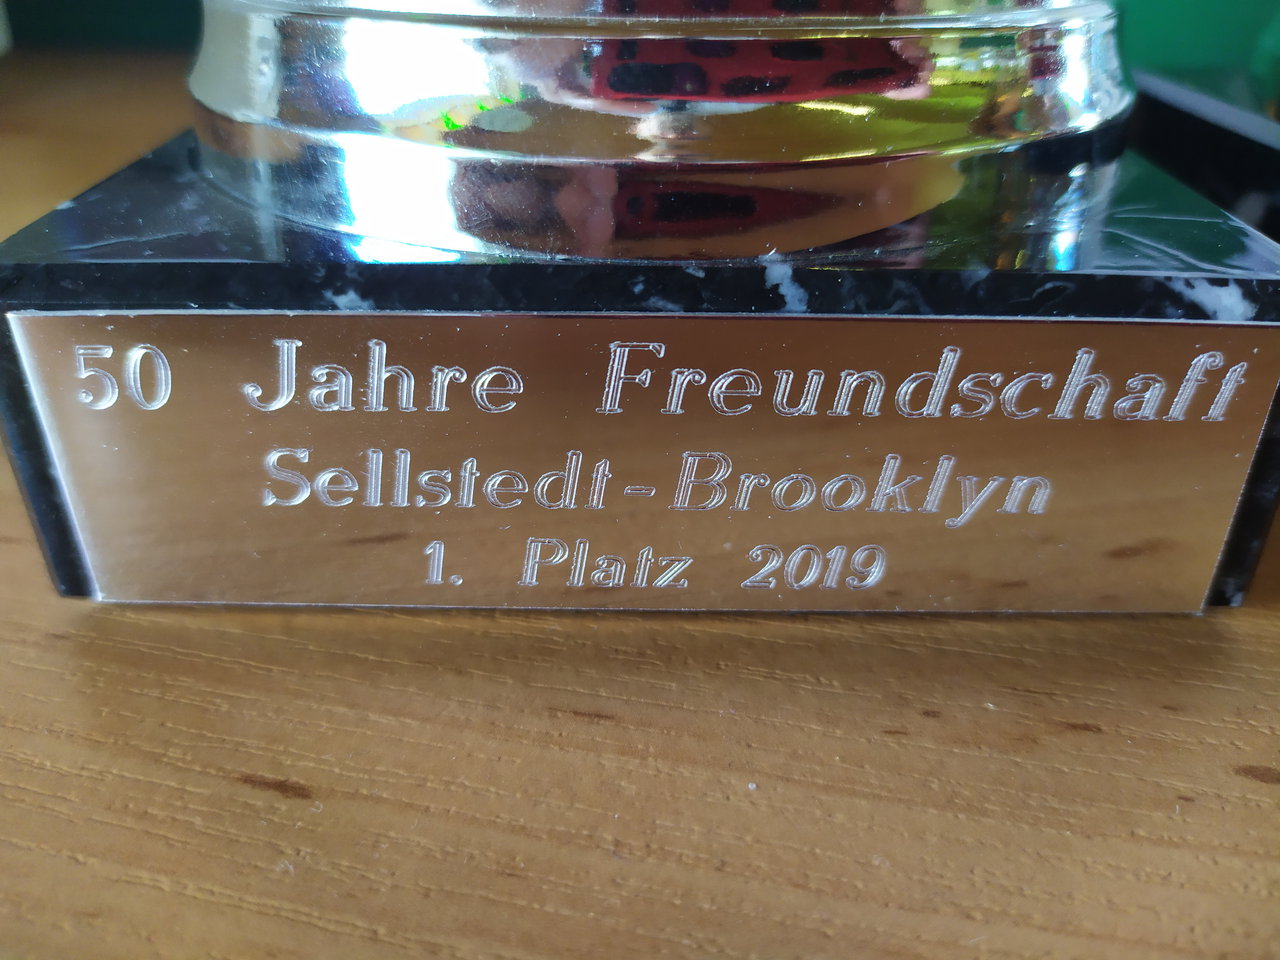 50 Jahre Freundschaft
Sellstedt-Brooklyn
1. Platz 2019